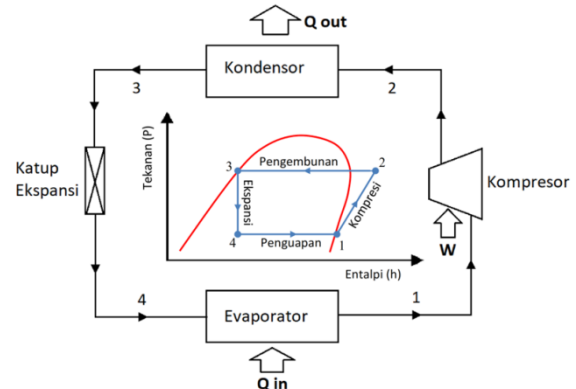 Q out
Kondensor
3
2
Tekanan (P)
3
Pengembunan
2
Ekspansi
Kompresi
4
Penguapan
1
Entalpi (h)
Katup
Ekspansi
Kompresor
W
4
Evaporator
1
Q in